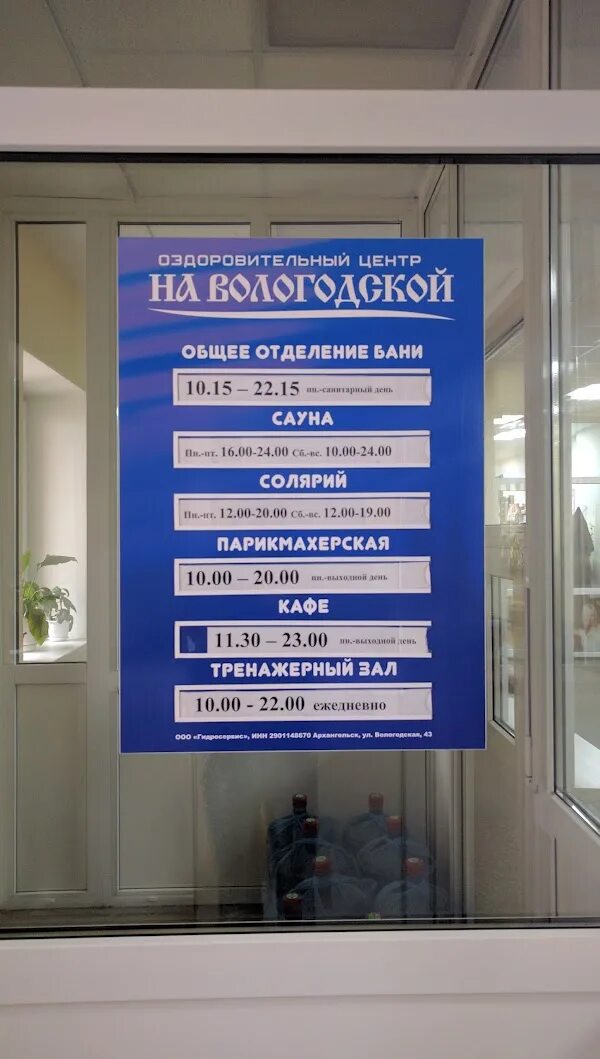 ОЗДОРОВИТЕЛЬНЫЙ ЦЕНТР
НА ВОЛОГОДСКОЙ
ОБЩЕЕ ОТДЕЛЕНИЕ БАНИ
10.15 – 22.15 пн.-санитарный день
САУНА
Пн.-пт. 16.00-24.00 Сб.-вс. 10.00-24.00
СОЛЯРИЙ
Пн.-пт. 12.00-20.00 Сб.-вс. 12.00-19.00
ПАРИКМАХЕРСКАЯ
10.00 – 20.00 пн.-выходной день
КАФЕ
11.30 – 23.00 пн.-выходной день
ТРЕНАЖЕРНЫЙ ЗАЛ
10.00 - 22.00 ежедневно
ООО «Гидросервис», ИНН 2901148670 Архангельск, ул. Вологодская, 43